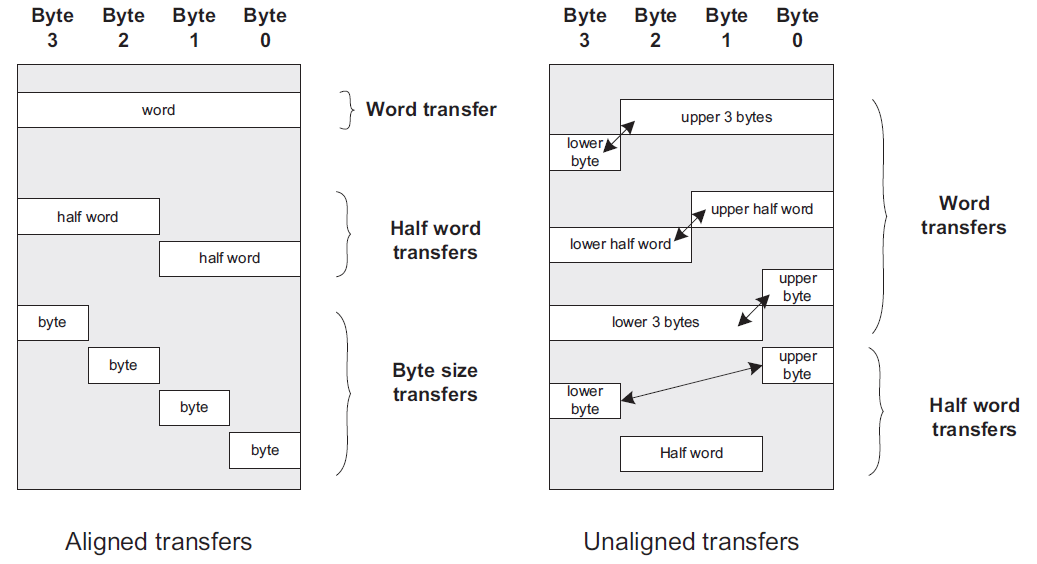 Byte 3
Byte 2
Byte 1
Byte 0
word
Word transfer
half word
half word
Half word
transfers
byte
byte
byte
byte
Byte size
transfers
Aligned transfers
Byte 3
Byte 2
Byte 1
Byte 0
upper 3 bytes
lower
byte
upper half word
lower half word
upper
byte
lower 3 bytes
Word
transfers
upper
byte
lower
byte
Half word
Half word
transfers
Unaligned transfers